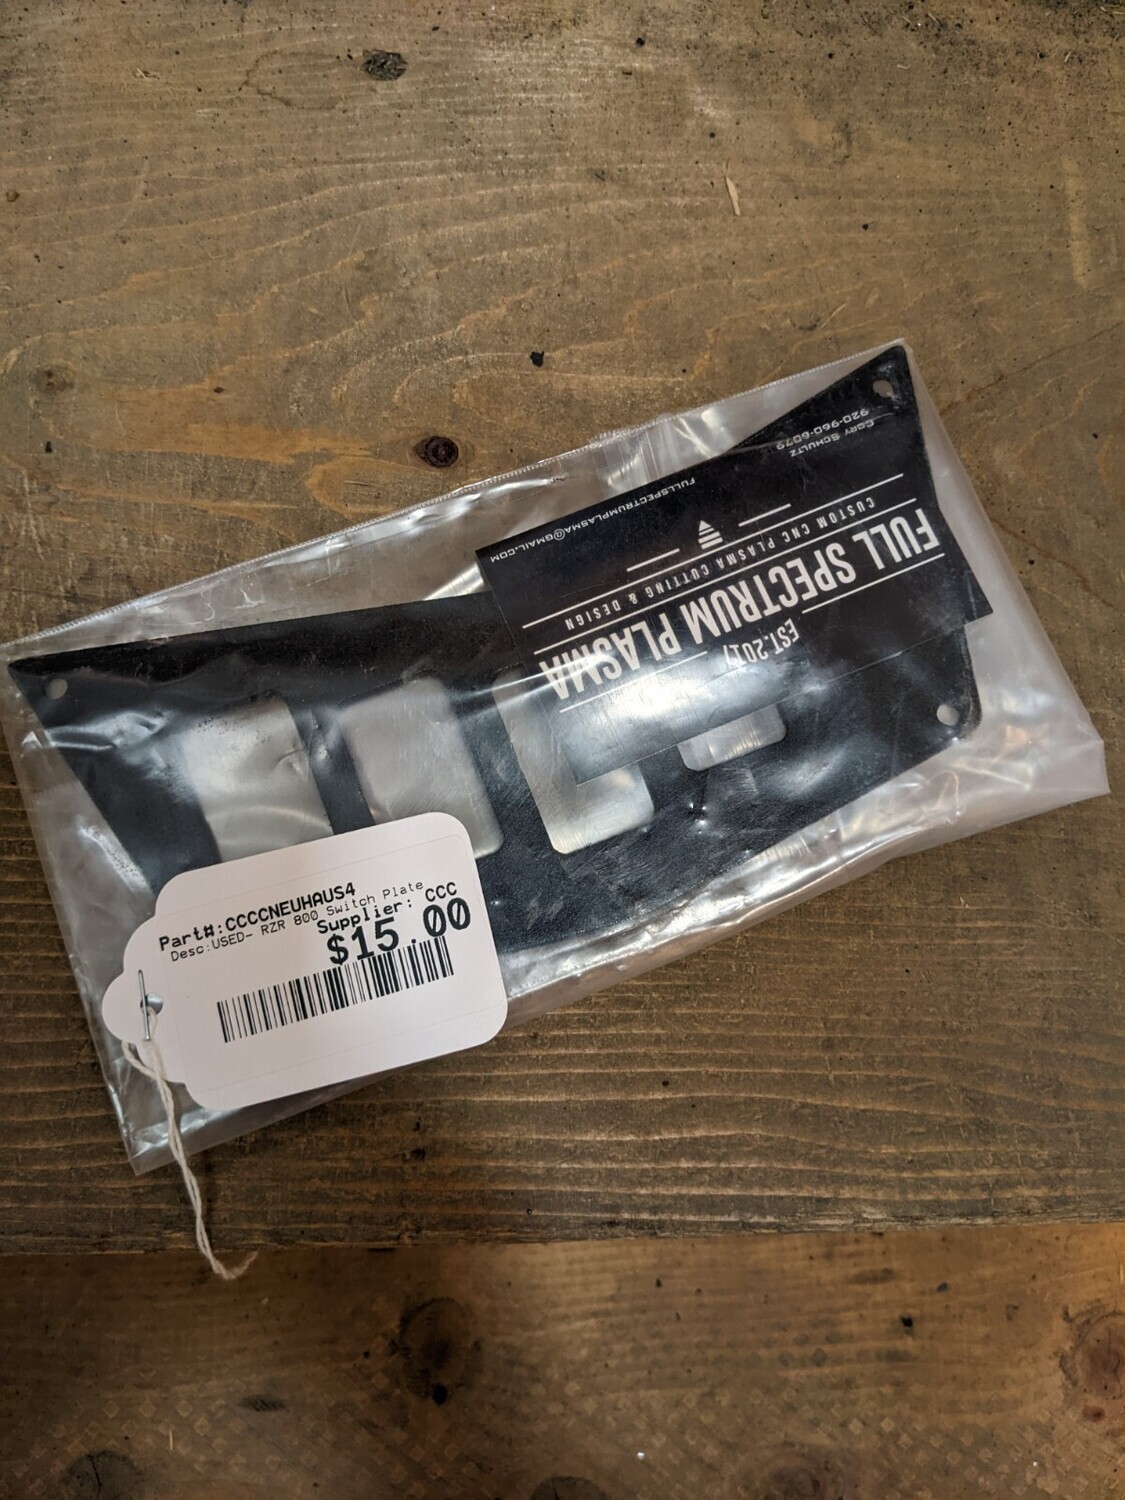 CORY SCHULTZ
920-960-6079
FULLSPECTRUMPLASMA@GMAIL.COM
CUSTOM CNC PLASMA CUTTING & DESIGN
FULL SPECTRUM PLASMA
EST.2017
Part#:CCCCNEUHAUS4
Desc:USED- RZR 800 Switch Plate
Supplier: CCC
$15.00